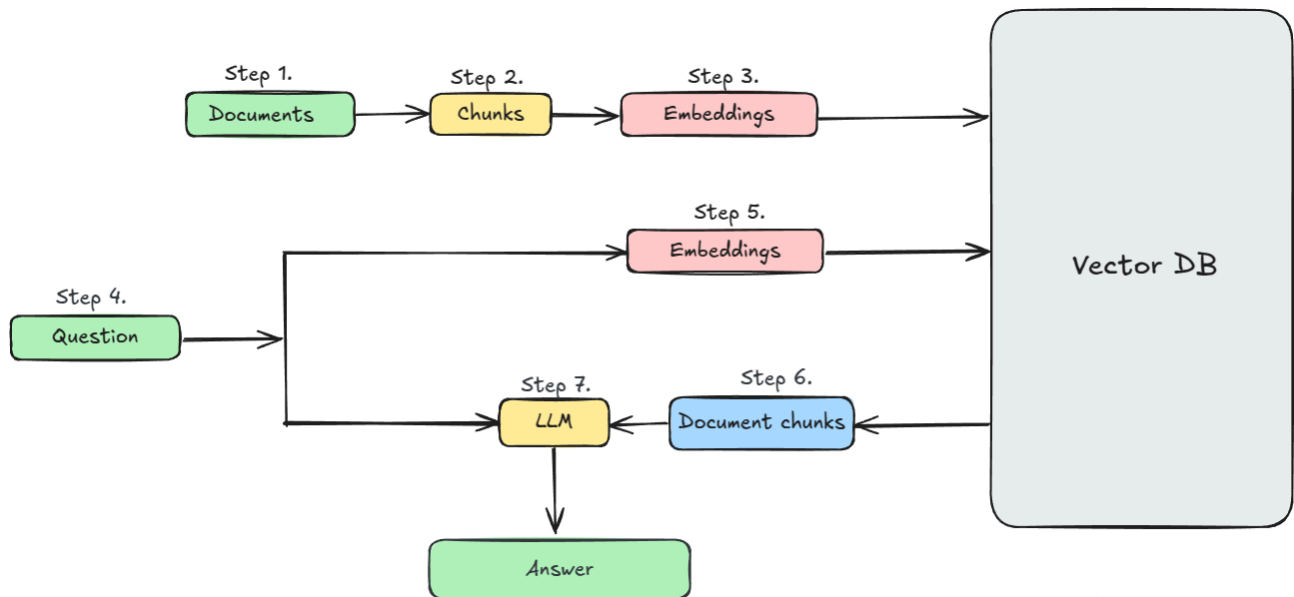 Step 1.
Step 2.
Step 3.
Documents
Chunks
Embeddings
Step 5.
Embeddings
Vector DB
Step 4.
Question
Step 7.
Step 6.
LLM
Document chunks
Answer